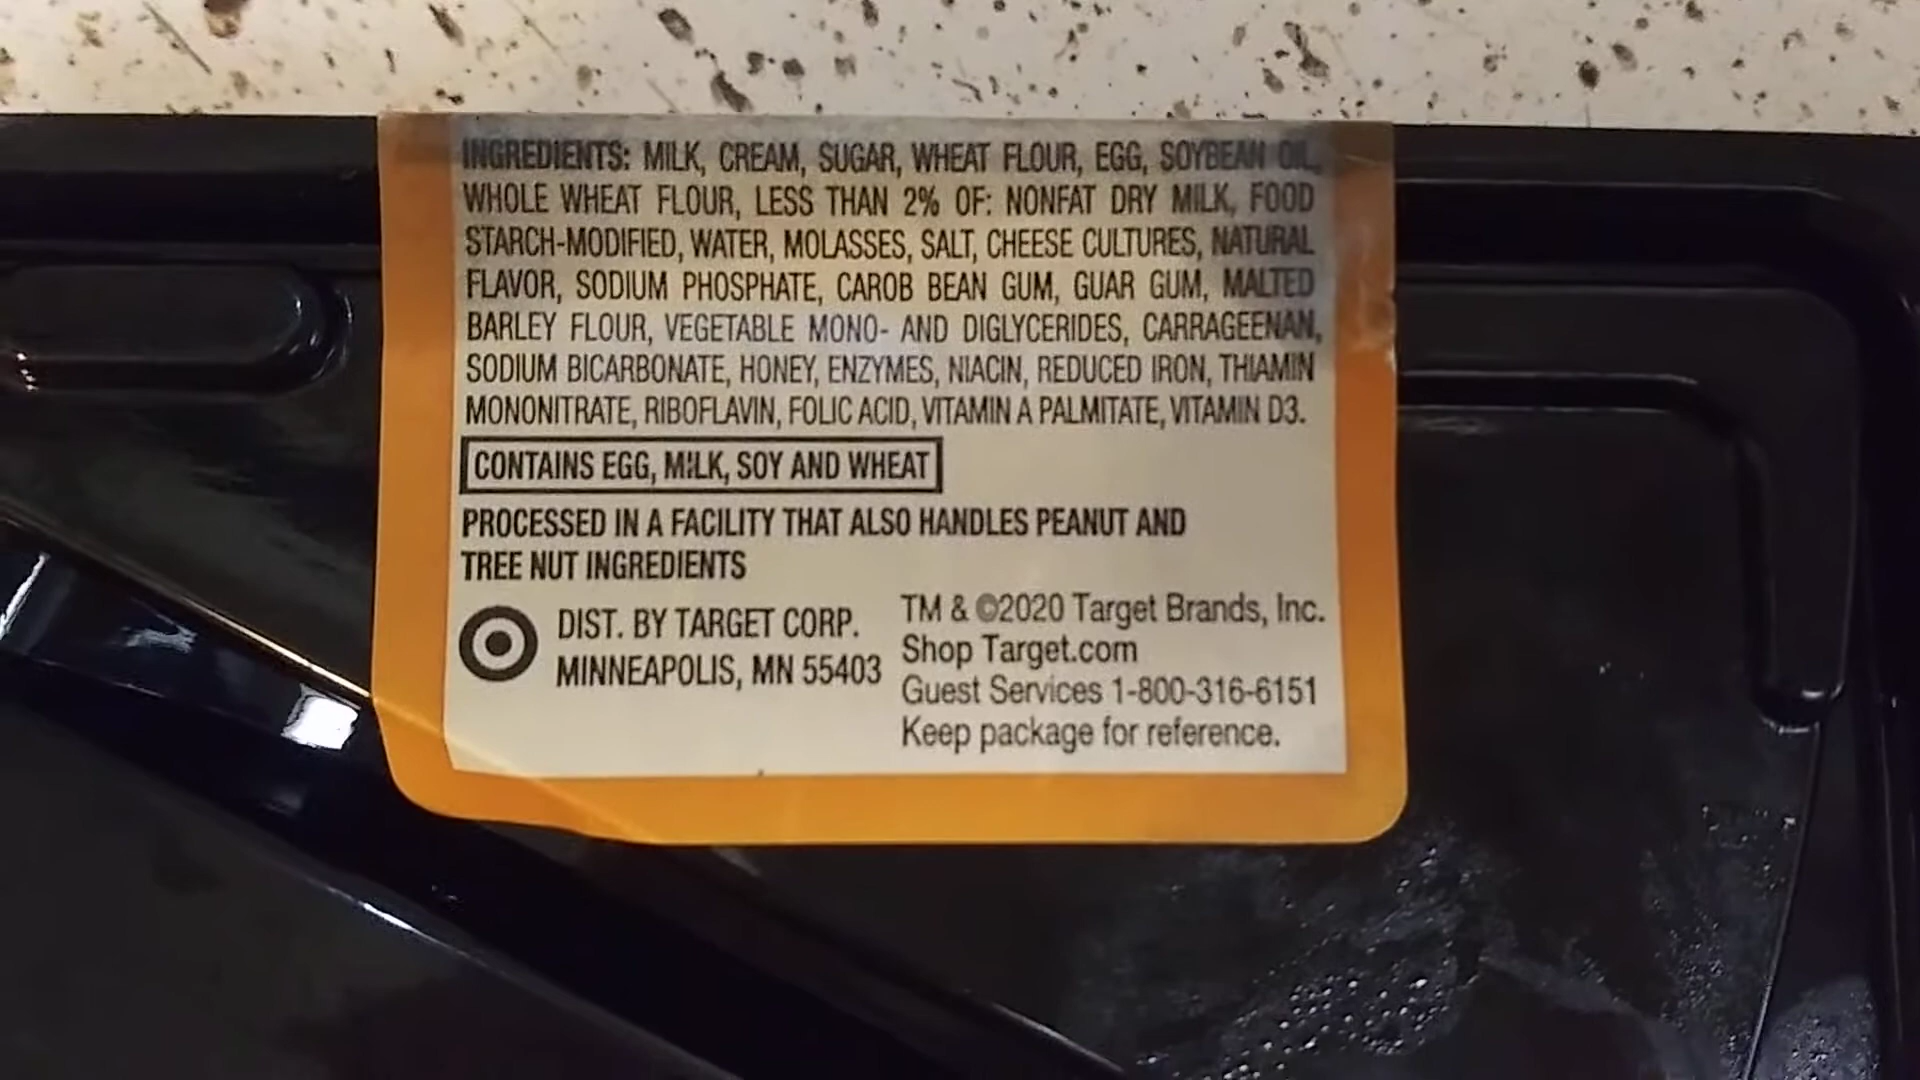 INGREDIENTS: MILK, CREAM, SUGAR, WHEAT FLOUR, EGG, SOYBEAN OIL,
WHOLE WHEAT FLOUR, LESS THAN 2% OF: NONFAT DRY MILK, FOOD
STARCH-MODIFIED, WATER, MOLASSES, SALT, CHEESE CULTURES, NATURAL
FLAVOR, SODIUM PHOSPHATE, CAROB BEAN GUM, GUAR GUM, MALTED
BARLEY FLOUR, VEGETABLE MONO- AND DIGLYCERIDES, CARRAGEENAN,
SODIUM BICARBONATE, HONEY, ENZYMES, NIACIN, REDUCED IRON, THIAMIN
MONONITRATE, RIBOFLAVIN, FOLIC ACID, VITAMIN A PALMITATE, VITAMIN D3.
CONTAINS EGG, MILK, SOY AND WHEAT
PROCESSED IN A FACILITY THAT ALSO HANDLES PEANUT AND
TREE NUT INGREDIENTS
DIST. BY TARGET CORP.
MINNEAPOLIS, MN 55403
TM & ©2020 Target Brands, Inc.
Shop Target.com
Guest Services 1-800-316-6151
Keep package for reference.